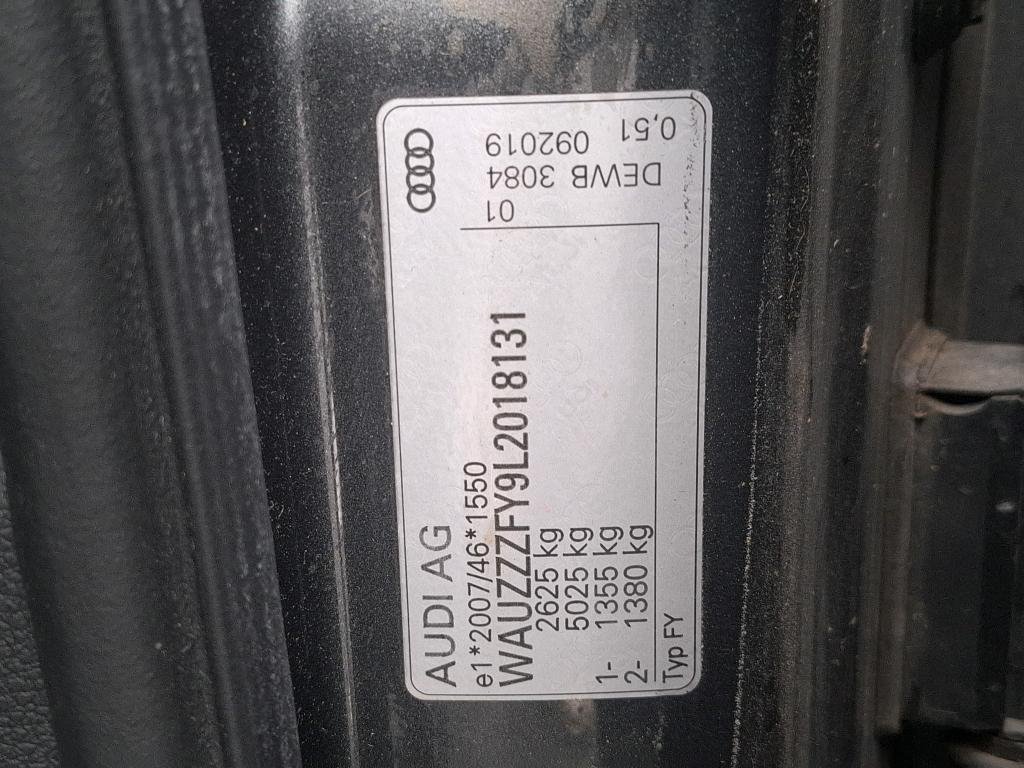 AUDI AG
e1*2007/46*1550
WAUZZZFY9L2018131
2625 kg
5025 kg
1- 1355 kg
2- 1380 kg
Typ FY
01
DEWB 3084
092019
0,51